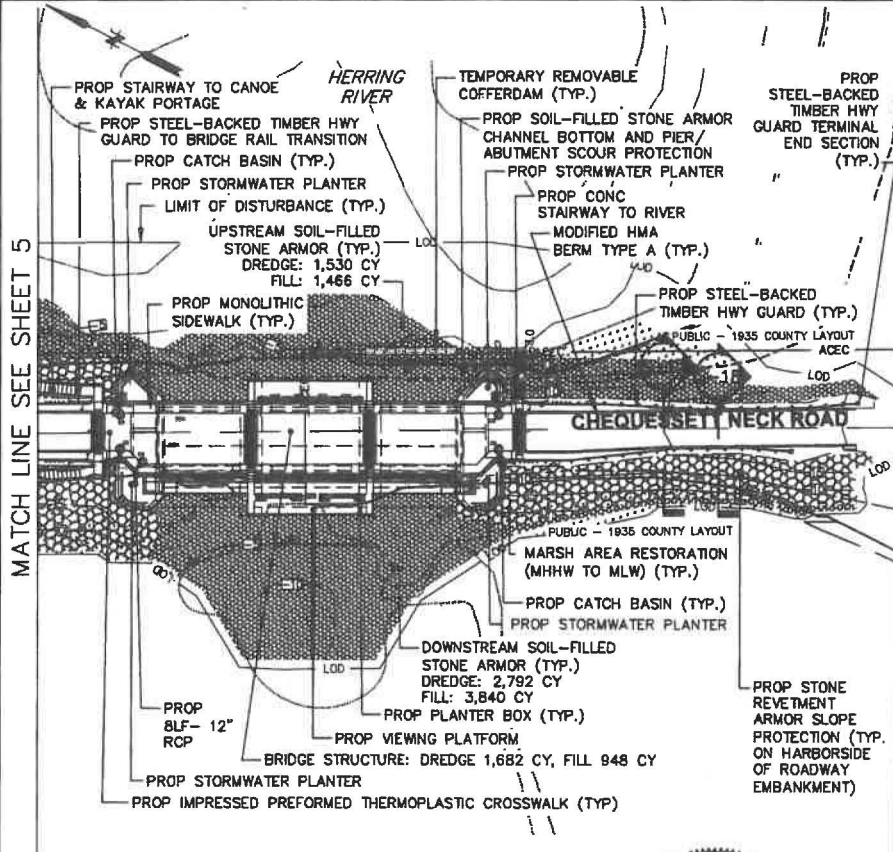 PROP STAIRWAY TO CANOE
& KAYAK PORTAGE
PROP STEEL-BACKED TIMBER HWY
GUARD TO BRIDGE RAIL TRANSITION
PROP CATCH BASIN (TYP.)
PROP STORMWATER PLANTER
LIMIT OF DISTURBANCE (TYP.)
UPSTREAM SOIL-FILLED
STONE ARMOR (TYP.)
DREDGE: 1,530 CY
FILL: 1,466 CY
PROP MONOLITHIC
SIDEWALK (TYP.)
HERRING
RIVER
TEMPORARY REMOVABLE
COFFERDAM (TYP.)
PROP SOIL-FILLED STONE ARMOR
CHANNEL BOTTOM AND PIER/
ABUTMENT SCOUR PROTECTION
PROP STORMWATER PLANTER
PROP CONC
STAIRWAY TO RIVER
MODIFIED HMA
BERM TYPE A (TYP.)
PROP
STEEL-BACKED
TIMBER HWY
GUARD TERMINAL
END SECTION
(TYP.)
LOD
LOD
PROP STEEL-BACKED
TIMBER HWY GUARD (TYP.)
PUBLIC - 1935 COUNTY LAYOUT
ACEC
LOD
MATCH LINE SEE SHEET 5
CHEQUESSETT NECK ROAD
LOD
LOD
PUBLIC - 1935 COUNTY LAYOUT
MARSH AREA RESTORATION
(MHHW TO MLW) (TYP.)
PROP CATCH BASIN (TYP.)
PROP STORMWATER PLANTER
LOD
LOD
DOWNSTREAM SOIL-FILLED
STONE ARMOR (TYP.)
DREDGE: 2,792 CY
FILL: 3,840 CY
PROP
8LF- 12"
RCP
PROP PLANTER BOX (TYP.)
PROP VIEWING PLATFORM
BRIDGE STRUCTURE: DREDGE 1,682 CY, FILL 948 CY
PROP STORMWATER PLANTER
PROP IMPRESSED PREFORMED THERMOPLASTIC CROSSWALK (TYP)
PROP STONE
REVETMENT
ARMOR SLOPE
PROTECTION (TYP.
ON HARBORSIDE
OF ROADWAY
EMBANKMENT)